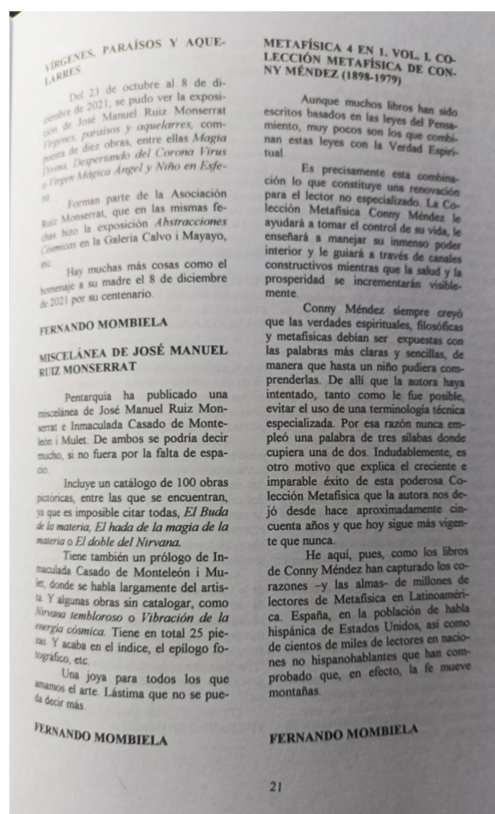 VÍRGENES, PARAÍSOS Y AQUE-
LARRES
Del 23 de octubre al 8 de di-
ciembre de 2021, se pudo ver la exposi-
ción de José Manuel Ruiz Monserrat
Vírgenes, paraísos y aquelarres, com-
puesta de diez obras, entre ellas Magia
Divina, Despertando del Corona Virus
o Virgen Mágica Ángel y Niño en Esfe-
ra.
Forman parte de la Asociación
Ruiz Monserrat, que en las mismas fe-
chas hizo la exposición Abstracciones
Cósmicas en la Galería Calvo i Mayayo,
etc.
Hay muchas más cosas como el
homenaje a su madre el 8 de diciembre
de 2021 por su centenario.
FERNANDO MOMBIELA
MISCELÁNEA DE JOSÉ MANUEL
RUIZ MONSERRAT
Pentarquia ha publicado una
miscelánea de José Manuel Ruiz Mon-
serrat e Inmaculada Casado de Monte-
león i Mulet. De ambos se podría decir
mucho, si no fuera por la falta de espa-
cio.
Incluye un catálogo de 100 obras
pictóricas, entre las que se encuentran,
ya que es imposible citar todas, El Buda
de la materia, El hada de la magia de la
materia o El doble del Nirvana.
Tiene también un prólogo de In-
maculada Casado de Monteleón i Mu-
let, donde se habla largamente del artis-
ta. Y algunas obras sin catalogar, como
Nirvana tembloroso o Vibración de la
energía cósmica. Tiene en total 25 pie-
zas. Y acaba en el indice, el epílogo fo-
tográfico, etc.
Una joya para todos los que
amamos el arte. Lástima que no se pue-
da decir más.
FERNANDO MOMBIELA
METAFÍSICA 4 EN 1. VOL. I. CO-
LECCIÓN METAFÍSICA DE CON-
NY MÉNDEZ (1898-1979)
Aunque muchos libros han sido
escritos basados en las leyes del Pensa-
miento, muy pocos son los que combi-
nan estas leyes con la Verdad Espiri-
tual.
Es precisamente esta combina-
ción lo que constituye una renovación
para el lector no especializado. La Co-
lección Metafísica Conny Méndez le
ayudará a tomar el control de su vida, le
enseñará a manejar su inmenso poder
interior y le guiará a través de canales
constructivos mientras que la salud y la
prosperidad se incrementarán visible-
mente.
Conny Méndez siempre creyó
que las verdades espirituales, filosóficas
y metafísicas debían ser expuestas con
las palabras más claras y sencillas, de
manera que hasta un niño pudiera com-
prenderlas. De allí que la autora haya
intentado, tanto como le fue posible,
evitar el uso de una terminología técnica
especializada. Por esa razón nunca em-
pleó una palabra de tres sílabas donde
cupiera una de dos. Indudablemente, es
otro motivo que explica el creciente e
imparable éxito de esta poderosa Co-
lección Metafísica que la autora nos de-
jó desde hace aproximadamente cin-
cuenta años y que hoy sigue más vigen-
te que nunca.
He aquí, pues, como los libros
de Conny Méndez han capturado los co-
razones –y las almas- de millones de
lectores de Metafísica en Latinoaméri-
ca. España, en la población de habla
hispánica de Estados Unidos, así como
de cientos de miles de lectores en nacio-
nes no hispanohablantes que han com-
probado que, en efecto, la fe mueve
montañas.
FERNANDO MOMBIELA
21